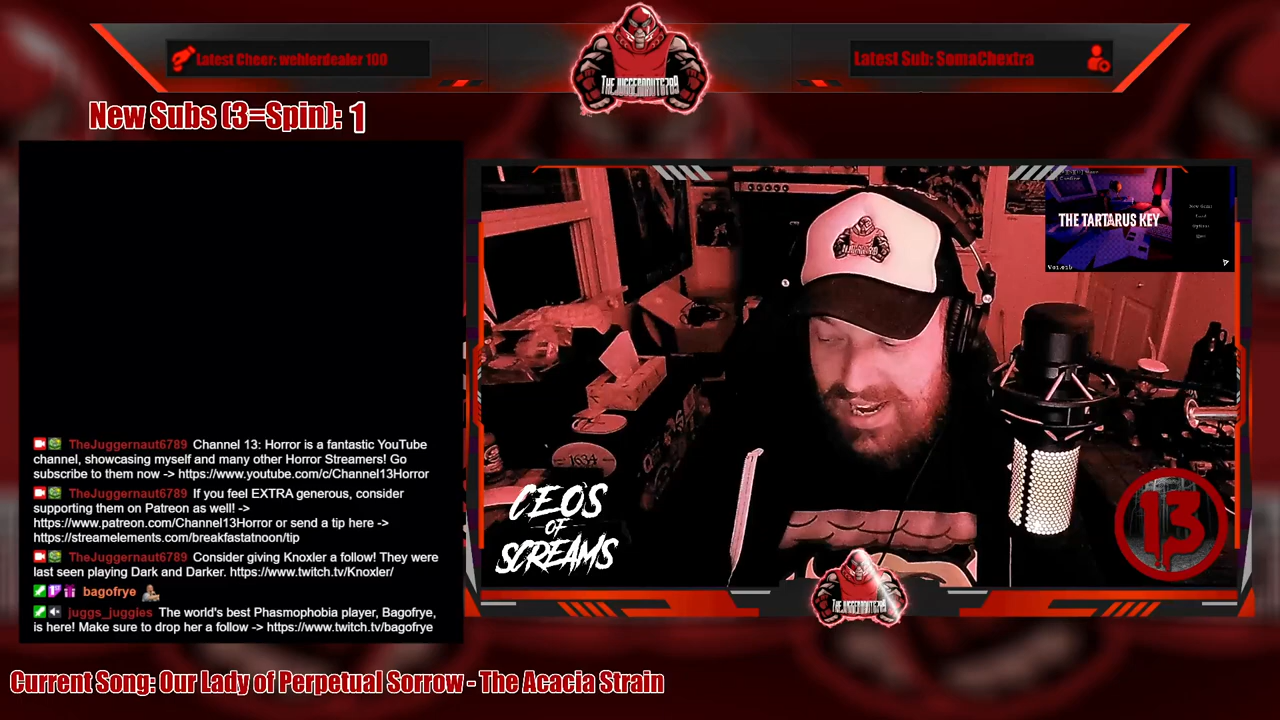 Latest Cheer: wehlerdealer 100
THEJUGGERNAUT6789
Latest Sub: SomaChextra
New Subs (3=Spin): 1
TheJuggernaut6789 Channel 13: Horror is a fantastic YouTube
channel, showcasing myself and many other Horror Streamers! Go
subscribe to them now -> https://www.youtube.com/c/Channel13Horror
TheJuggernaut6789 If you feel EXTRA generous, consider
supporting them on Patreon as well! ->
https://www.patreon.com/Channel13Horror or send a tip here ->
https://streamelements.com/breakfastatnoon/tip
TheJuggernaut6789 Consider giving Knoxler a follow! They were
last seen playing Dark and Darker. https://www.twitch.tv/Knoxler/
bagofrye
juggs_juggies The world's best Phasmophobia player, Bagofrye,
is here! Make sure to drop her a follow -> https://www.twitch.tv/bagofrye
THE TARTARUS KEY
1634
CEO'S
OF
SCREAMS
13
THEJUGGERNAUT6789
Current Song: Our Lady of Perpetual Sorrow - The Acacia Strain